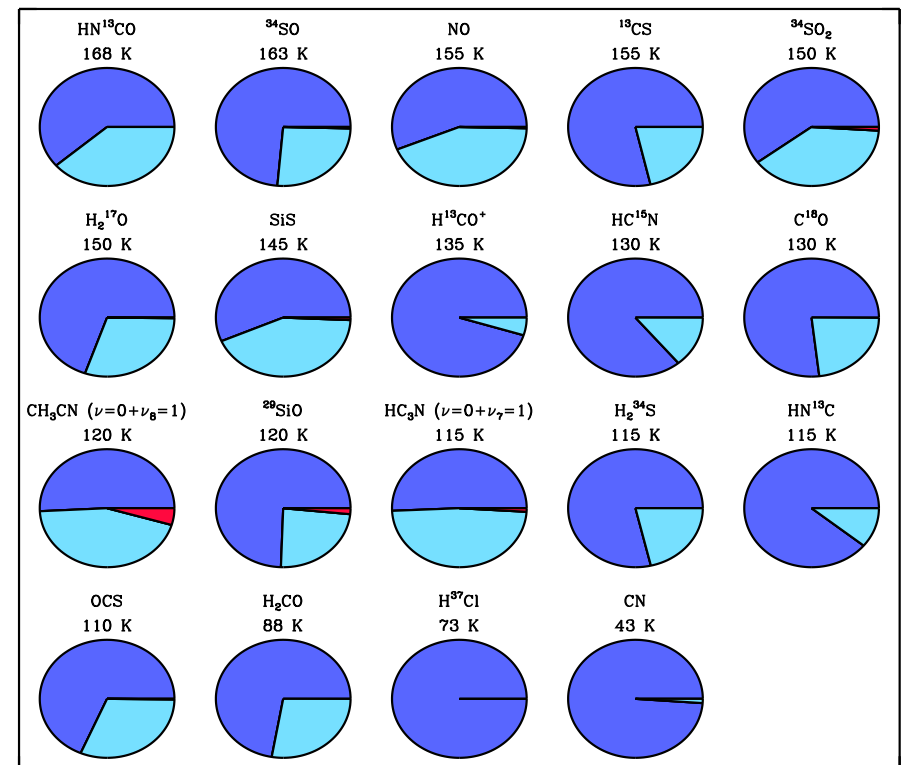 HN¹³CO ³⁴SO NO ¹³CS ³⁴SO₂
168 K 163 K 155 K 155 K 150 K
H₂¹⁷O SiS H¹³CO⁺ HC¹⁵N C¹⁸O
150 K 145 K 135 K 130 K 130 K
CH₃CN (ν=0+ν₈=1) ²⁹SiO HC₃N (ν=0+ν₇=1) H₂³⁴S HN¹³C
120 K 120 K 115 K 115 K 115 K
OCS H₂CO H³⁷Cl CN
110 K 88 K 73 K 43 K